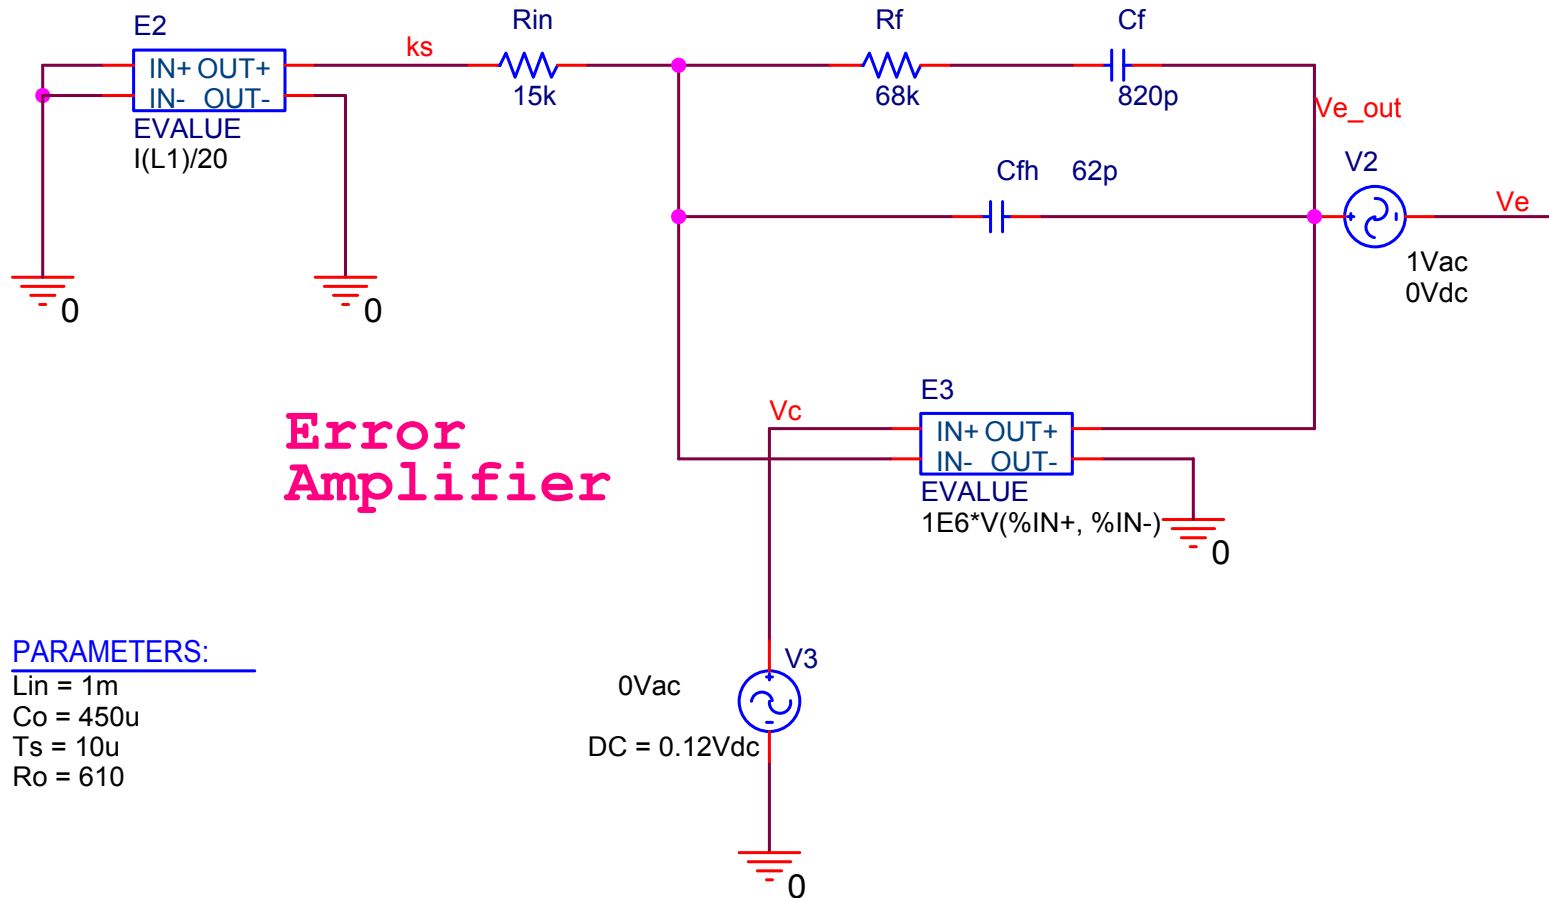 E2
IN+ OUT+
IN- OUT-
EVALUE
I(L1)/20
0
0
ks
Rin
15k
Rf
68k
Cf
820p
Ve_out
Cfh 62p
V2
+ -
1Vac
0Vdc
Ve
Error
Amplifier
Vc
E3
IN+ OUT+
IN- OUT-
EVALUE
1E6*V(%IN+, %IN-)
0
PARAMETERS:
Lin = 1m
Co = 450u
Ts = 10u
Ro = 610
V3
0Vac
+
-
DC = 0.12Vdc
0